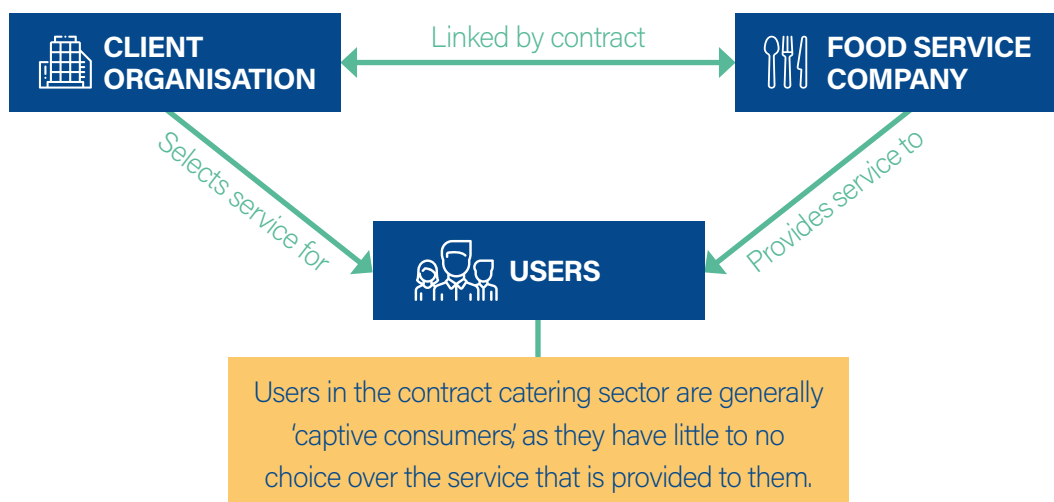 CLIENT
ORGANISATION
Linked by contract
FOOD SERVICE
COMPANY
Selects service for
Provides service to
USERS
Users in the contract catering sector are generally
‘captive consumers,’ as they have little to no
choice over the service that is provided to them.